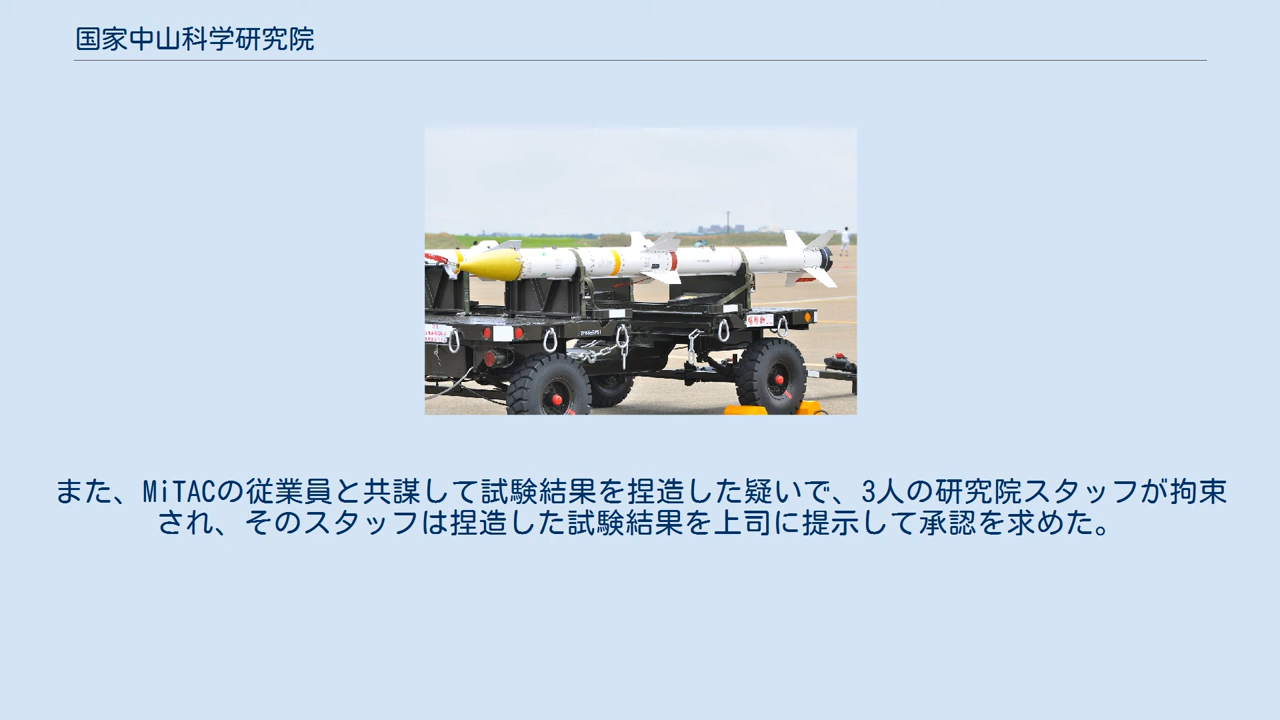 国家中山科学研究院
また、MiTACの従業員と共謀して試験結果を捏造した疑いで、3人の研究院スタッフが拘束
され、そのスタッフは捏造した試験結果を上司に提示して承認を求めた。